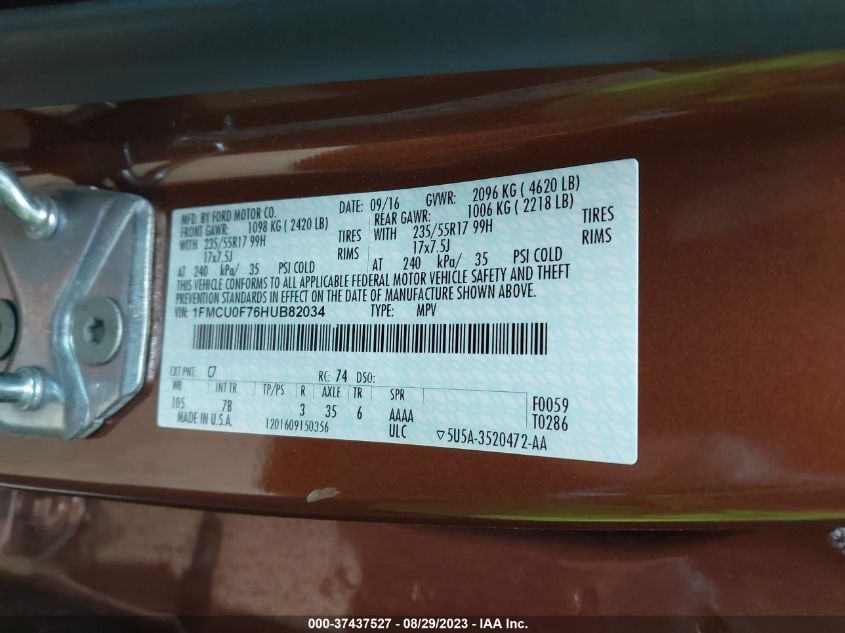 MFD. BY FORD MOTOR CO.
DATE: 09/16 GVWR: 2096 KG ( 4620 LB)
FRONT GAWR: 1098 KG ( 2420 LB)
WITH 235/55R17 99H TIRES
17x7.5J RIMS
AT 240 kPa/ 35 PSI COLD
REAR GAWR: 1006 KG ( 2218 LB)
WITH 235/55R17 99H TIRES
17x7.5J RIMS
AT 240 kPa/ 35 PSI COLD
THIS VEHICLE CONFORMS TO ALL APPLICABLE FEDERAL MOTOR VEHICLE SAFETY AND THEFT
PREVENTION STANDARDS IN EFFECT ON THE DATE OF MANUFACTURE SHOWN ABOVE.
VIN: 1FMCU0F76HUB82034 TYPE: MPV
EXT PNT: C7 RC: 74 DSO:
WB INT TR TP/PS R AXLE TR SPR
105 7B 3 35 6 AAAA F0059
MADE IN U.S.A. 1201609150356 ULC T0286
▽5U5A-3520472-AA
000-37437527 - 08/29/2023 - IAA Inc.